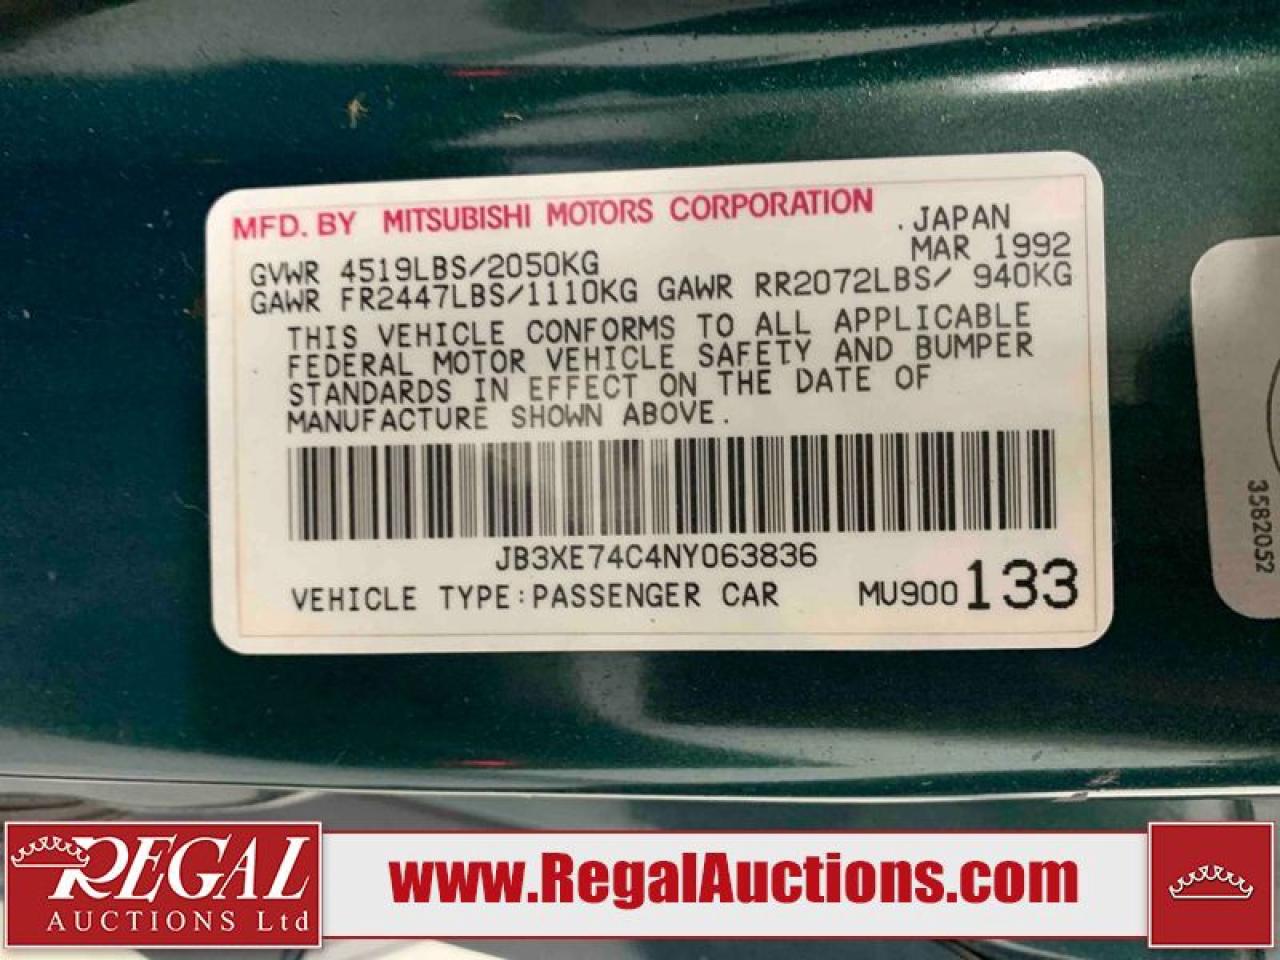 MFD. BY MITSUBISHI MOTORS CORPORATION
.JAPAN
GVWR 4519LBS/2050KG MAR 1992
GAWR FR2447LBS/1110KG GAWR RR2072LBS/ 940KG
THIS VEHICLE CONFORMS TO ALL APPLICABLE
FEDERAL MOTOR VEHICLE SAFETY AND BUMPER
STANDARDS IN EFFECT ON THE DATE OF
MANUFACTURE SHOWN ABOVE.
JB3XE74C4NY063836
VEHICLE TYPE:PASSENGER CAR MU900133
3582052
REGAL
AUCTIONS Ltd
www.RegalAuctions.com